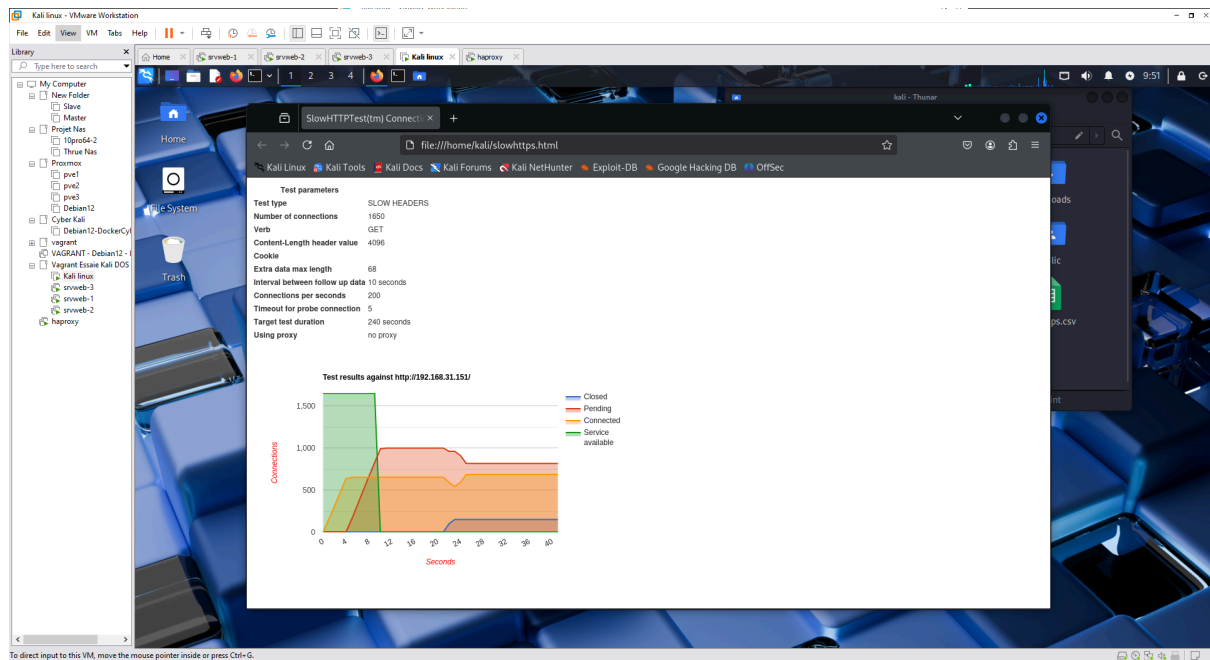 Kali linux - VMware Workstation
File Edit View VM Tabs Help
Library
Type here to search
My Computer
New Folder
Slave
Master
Projet Nas
10pro64-2
Thrue Nas
Proxmox
pve1
pve2
pve3
Debian12
Cyber Kali
Debian12-DockerCyl
vagrant
VAGRANT - Debian12 -
Vagrant Essaie Kali DOS
Kali linux
srvweb-3
srvweb-1
srvweb-2
haproxy
Home srvweb-1 srvweb-2 srvweb-3 Kali linux haproxy
1 2 3 4
9:51
Home
File System
Trash
kali - Thunar
oads
lic
ps.csv
int
SlowHTTPTest(tm) Connecti
file:///home/kali/slowhttps.html
Kali Linux Kali Tools Kali Docs Kali Forums Kali NetHunter Exploit-DB Google Hacking DB OffSec
Test parameters
Test type SLOW HEADERS
Number of connections 1650
Verb GET
Content-Length header value 4096
Cookie
Extra data max length 68
Interval between follow up data 10 seconds
Connections per seconds 200
Timeout for probe connection 5
Target test duration 240 seconds
Using proxy no proxy
Test results against http://192.168.31.151/
1,500
1,000
500
0
Connections
0 4 8 12 16 20 24 28 32 36 40
Seconds
Closed
Pending
Connected
Service
available
To direct input to this VM, move the mouse pointer inside or press Ctrl+G.